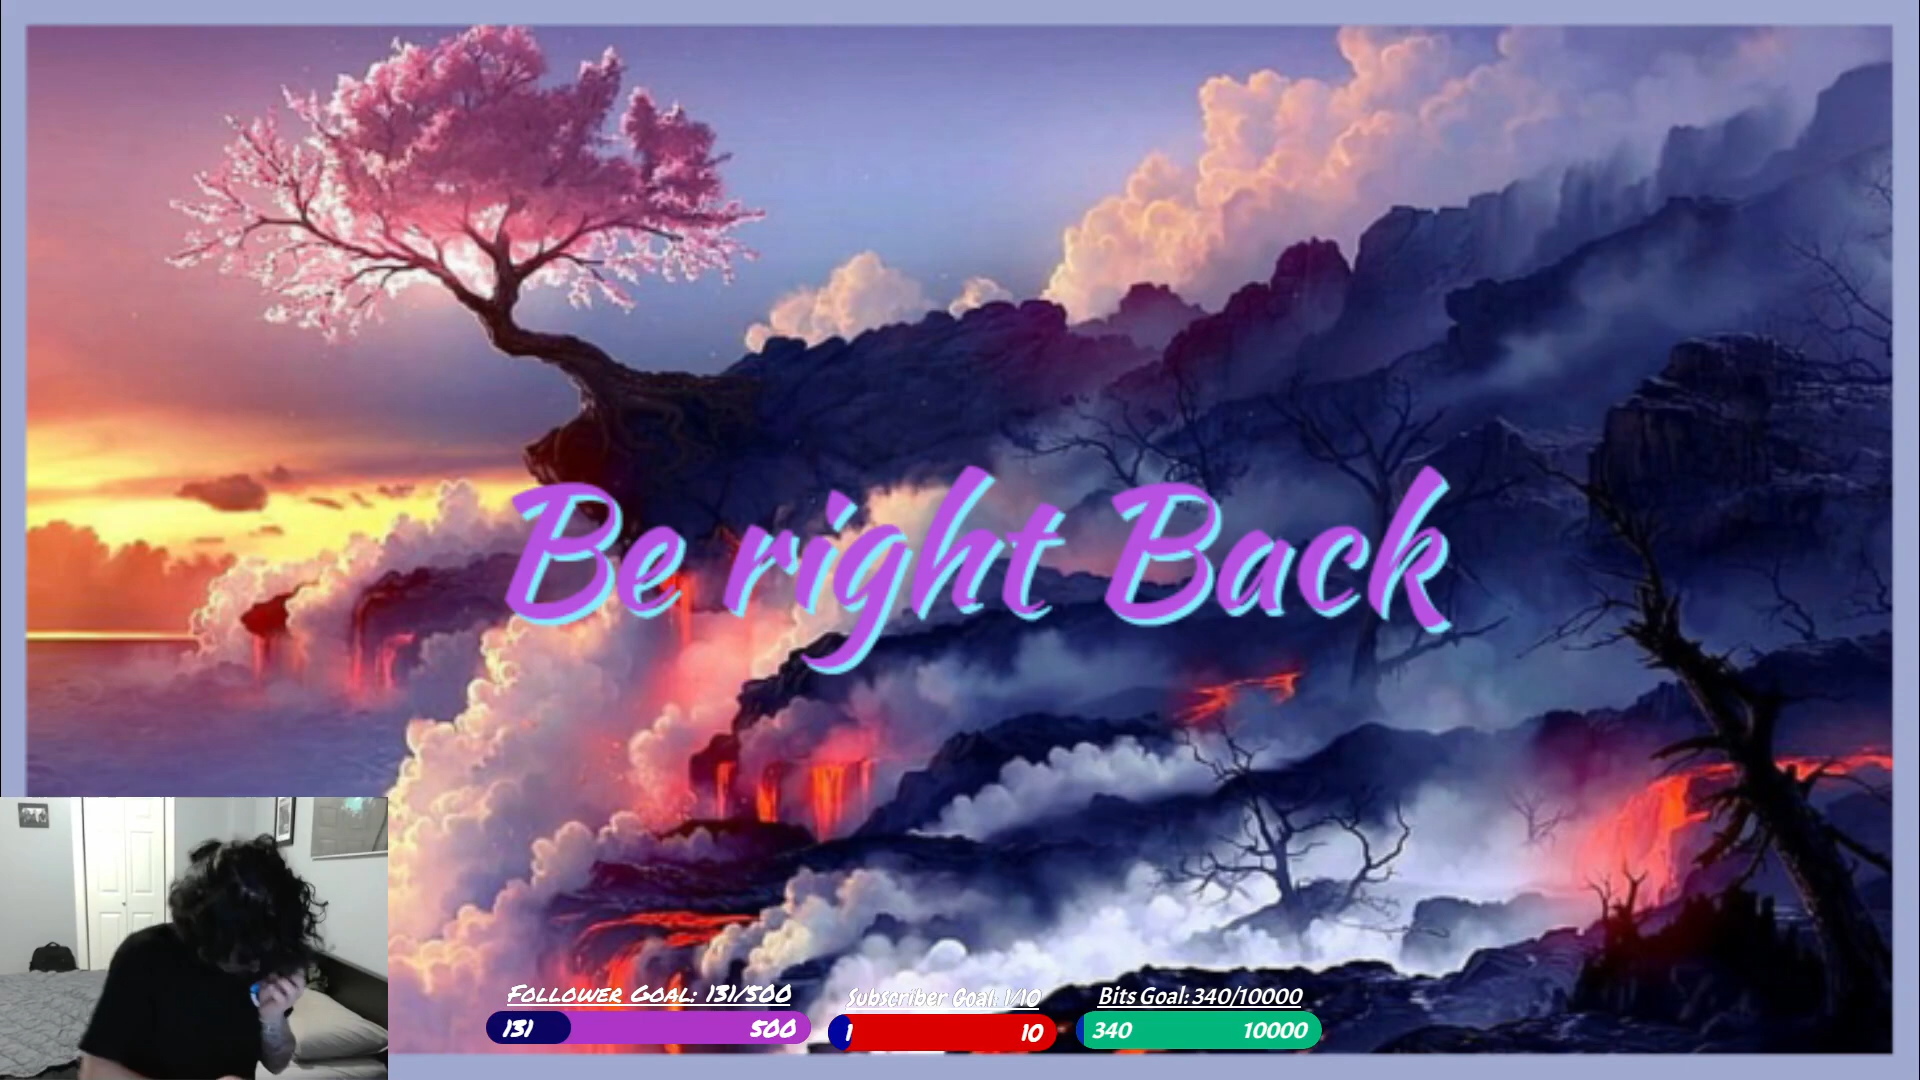 Be right Back
Follower Goal: 131/500
131 500
Subscriber Goal: 1/10
1 10
Bits Goal: 340/10000
340 10000